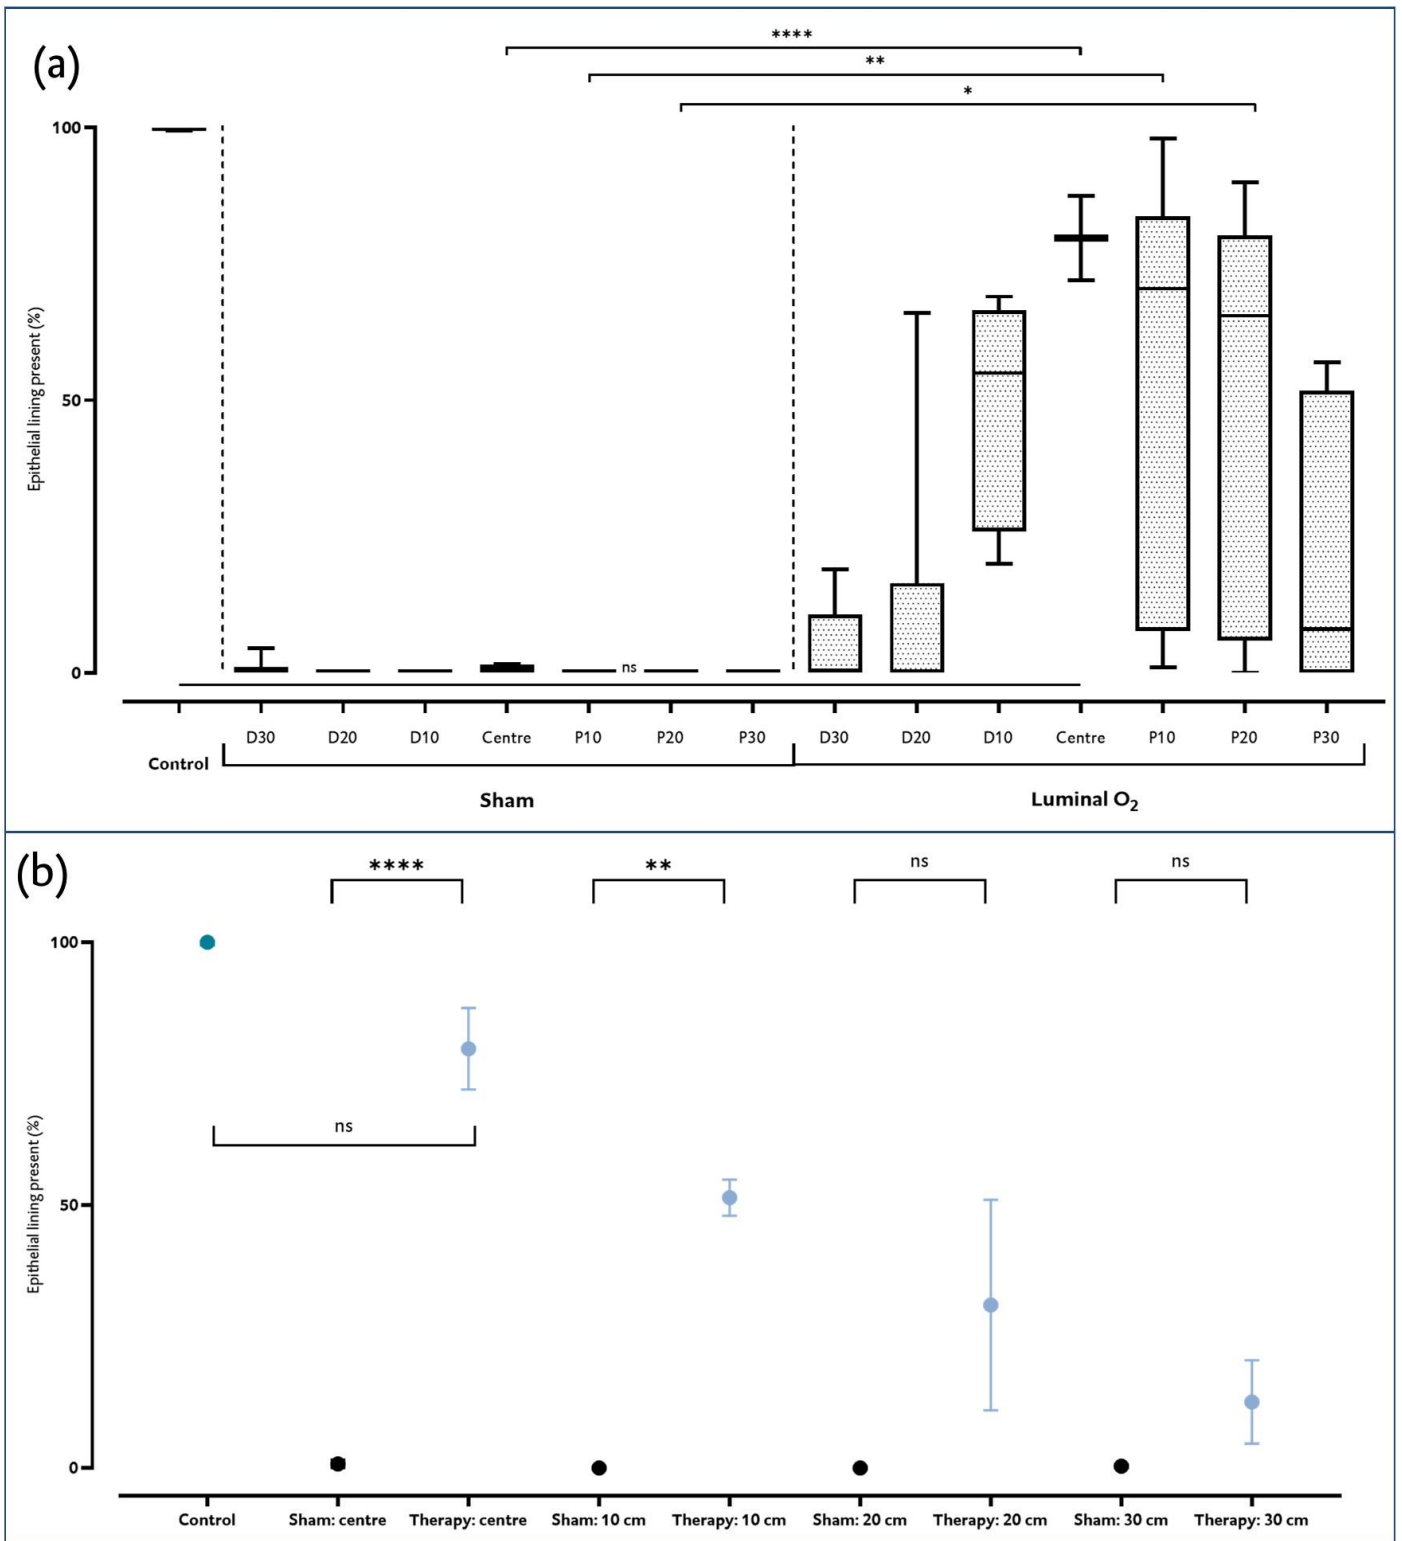 (a)
****
**
*
100
50
0
Epithelial lining present (%)
ns
D30 D20 D10 Centre P10 P20 P30 D30 D20 D10 Centre P10 P20 P30
Control
Sham Luminal O₂
(b)
**** ** ns ns
100
50
0
Epithelial lining present (%)
ns
Control Sham: centre Therapy: centre Sham: 10 cm Therapy: 10 cm Sham: 20 cm Therapy: 20 cm Sham: 30 cm Therapy: 30 cm